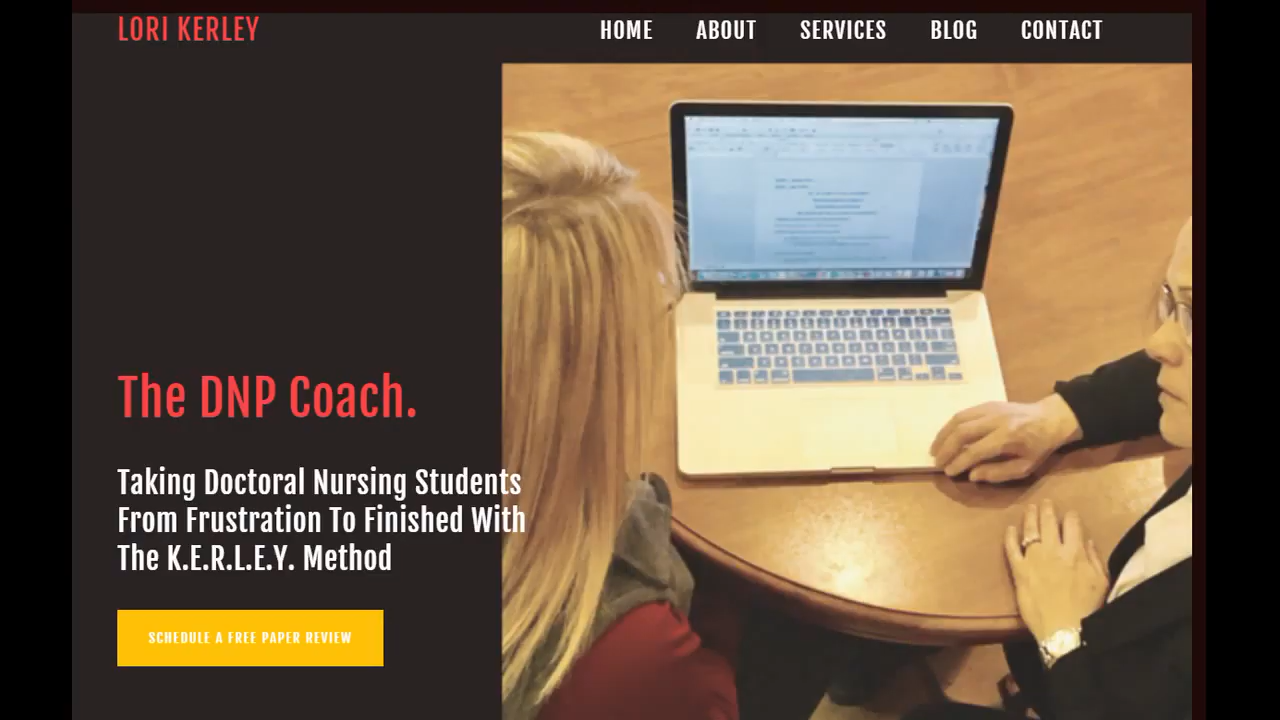 LORI KERLEY
HOME ABOUT SERVICES BLOG CONTACT
The DNP Coach.
Taking Doctoral Nursing Students
From Frustration To Finished With
The K.E.R.L.E.Y. Method
SCHEDULE A FREE PAPER REVIEW